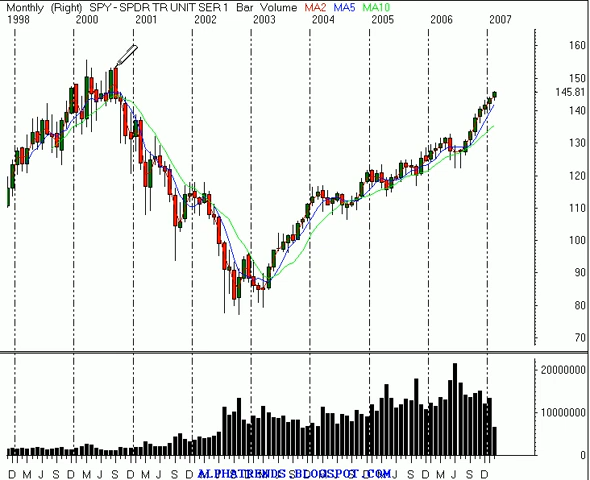 Monthly (Right) SPY - SPDR TR UNIT SER 1 Bar Volume MA2 MA5 MA10
1998 2000 2001 2002 2003 2004 2005 2006 2007
160
150
145.81
140
130
120
110
100
90
80
70
20000000
10000000
0
D M J S D M J S D M J S D M J S
ALPHATRENDS.BLOGSPOT.COM
M J S D M J S D M J S D